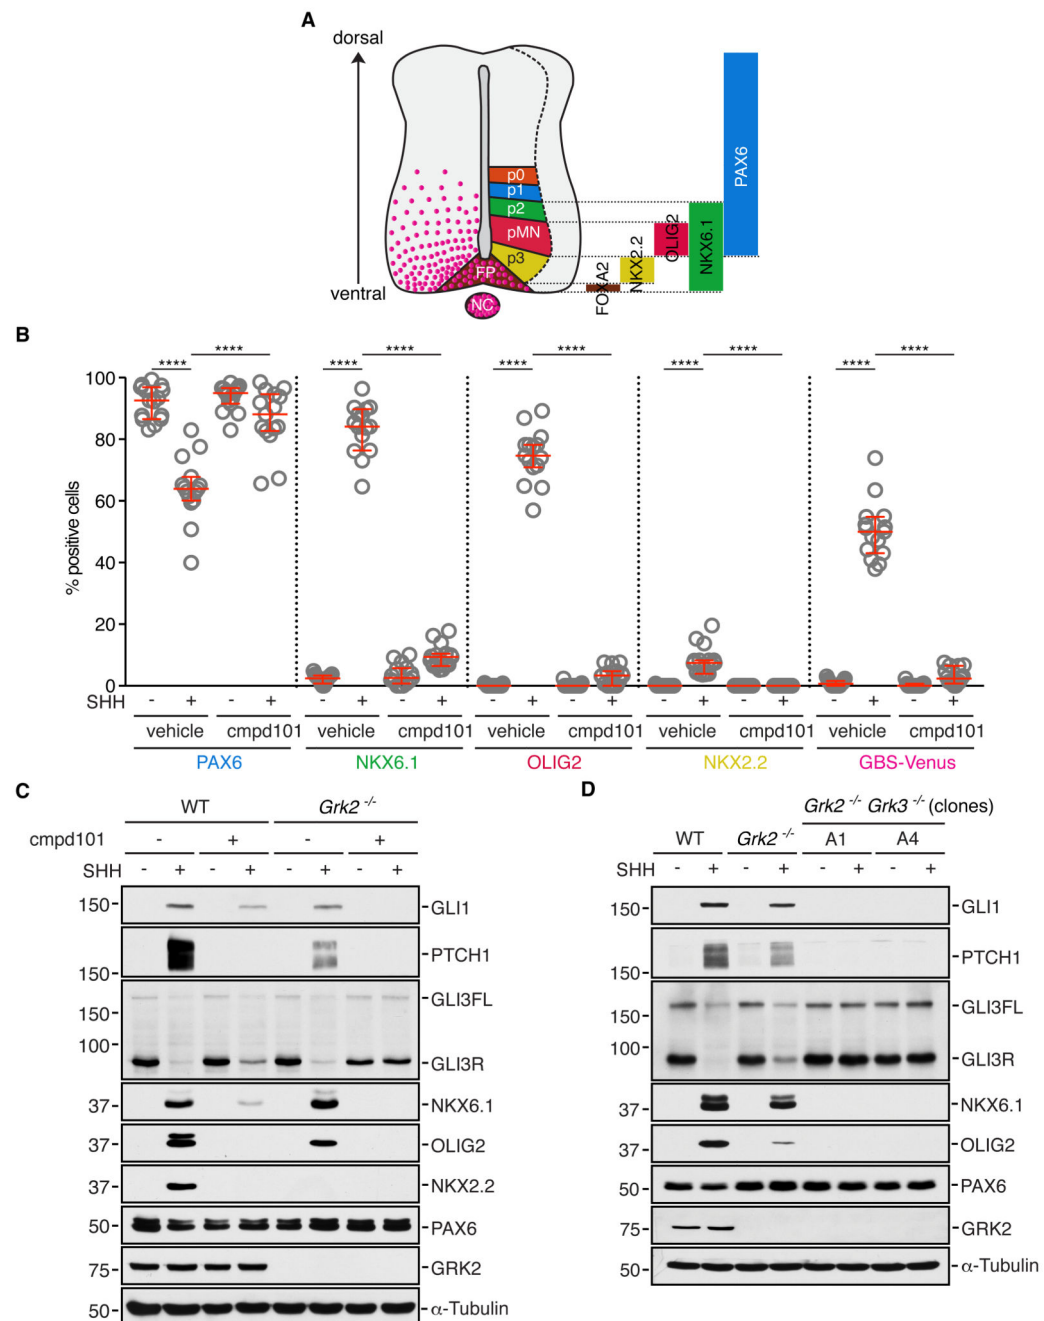 A
dorsal
ventral
p0
p1
p2
pMN
p3
FP
NC
FOXA2
NKX2.2
OLIG2
NKX6.1
PAX6
B
**** **** **** **** **** **** **** **** **** ****
% positive cells
100
80
60
40
20
0
SHH - + - + - + - + - + - + - + - + - + - +
vehicle cmpd101 vehicle cmpd101 vehicle cmpd101 vehicle cmpd101 vehicle cmpd101
PAX6 NKX6.1 OLIG2 NKX2.2 GBS-Venus
C
WT Grk2 -/-
cmpd101 - + - +
SHH - + - + - + - +
150 GLI1
PTCH1
150
GLI3FL
150
100
GLI3R
37 NKX6.1
37 OLIG2
37 NKX2.2
50 PAX6
75 GRK2
50 α-Tubulin
D
Grk2 -/- Grk3 -/- (clones)
WT Grk2 -/- A1 A4
SHH - + - + - + - +
150 GLI1
PTCH1
150
GLI3FL
150
100
GLI3R
37 NKX6.1
37 OLIG2
50 PAX6
75 GRK2
50 α-Tubulin